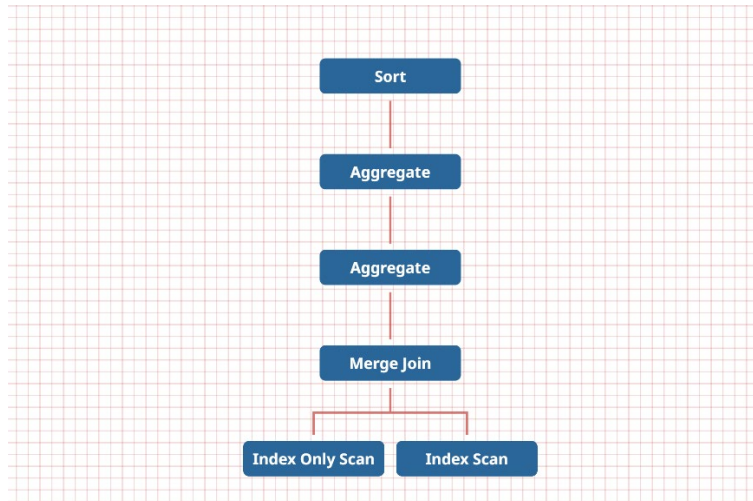 Sort
Aggregate
Aggregate
Merge Join
Index Only Scan
Index Scan